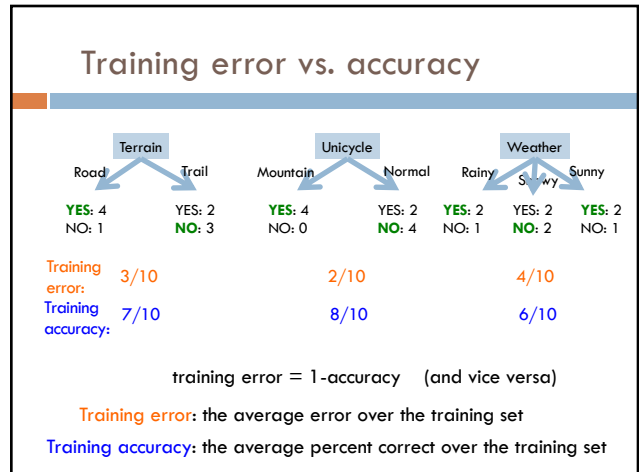 Training error vs. accuracy
Terrain Unicycle Weather
Road Trail Mountain Normal Rainy Snowy Sunny
YES: 4 YES: 2 YES: 4 YES: 2 YES: 2 YES: 2 YES: 2
NO: 1 NO: 3 NO: 0 NO: 4 NO: 1 NO: 2 NO: 1
Training error: 3/10 2/10 4/10
Training accuracy: 7/10 8/10 6/10
training error = 1-accuracy (and vice versa)
Training error: the average error over the training set
Training accuracy: the average percent correct over the training set